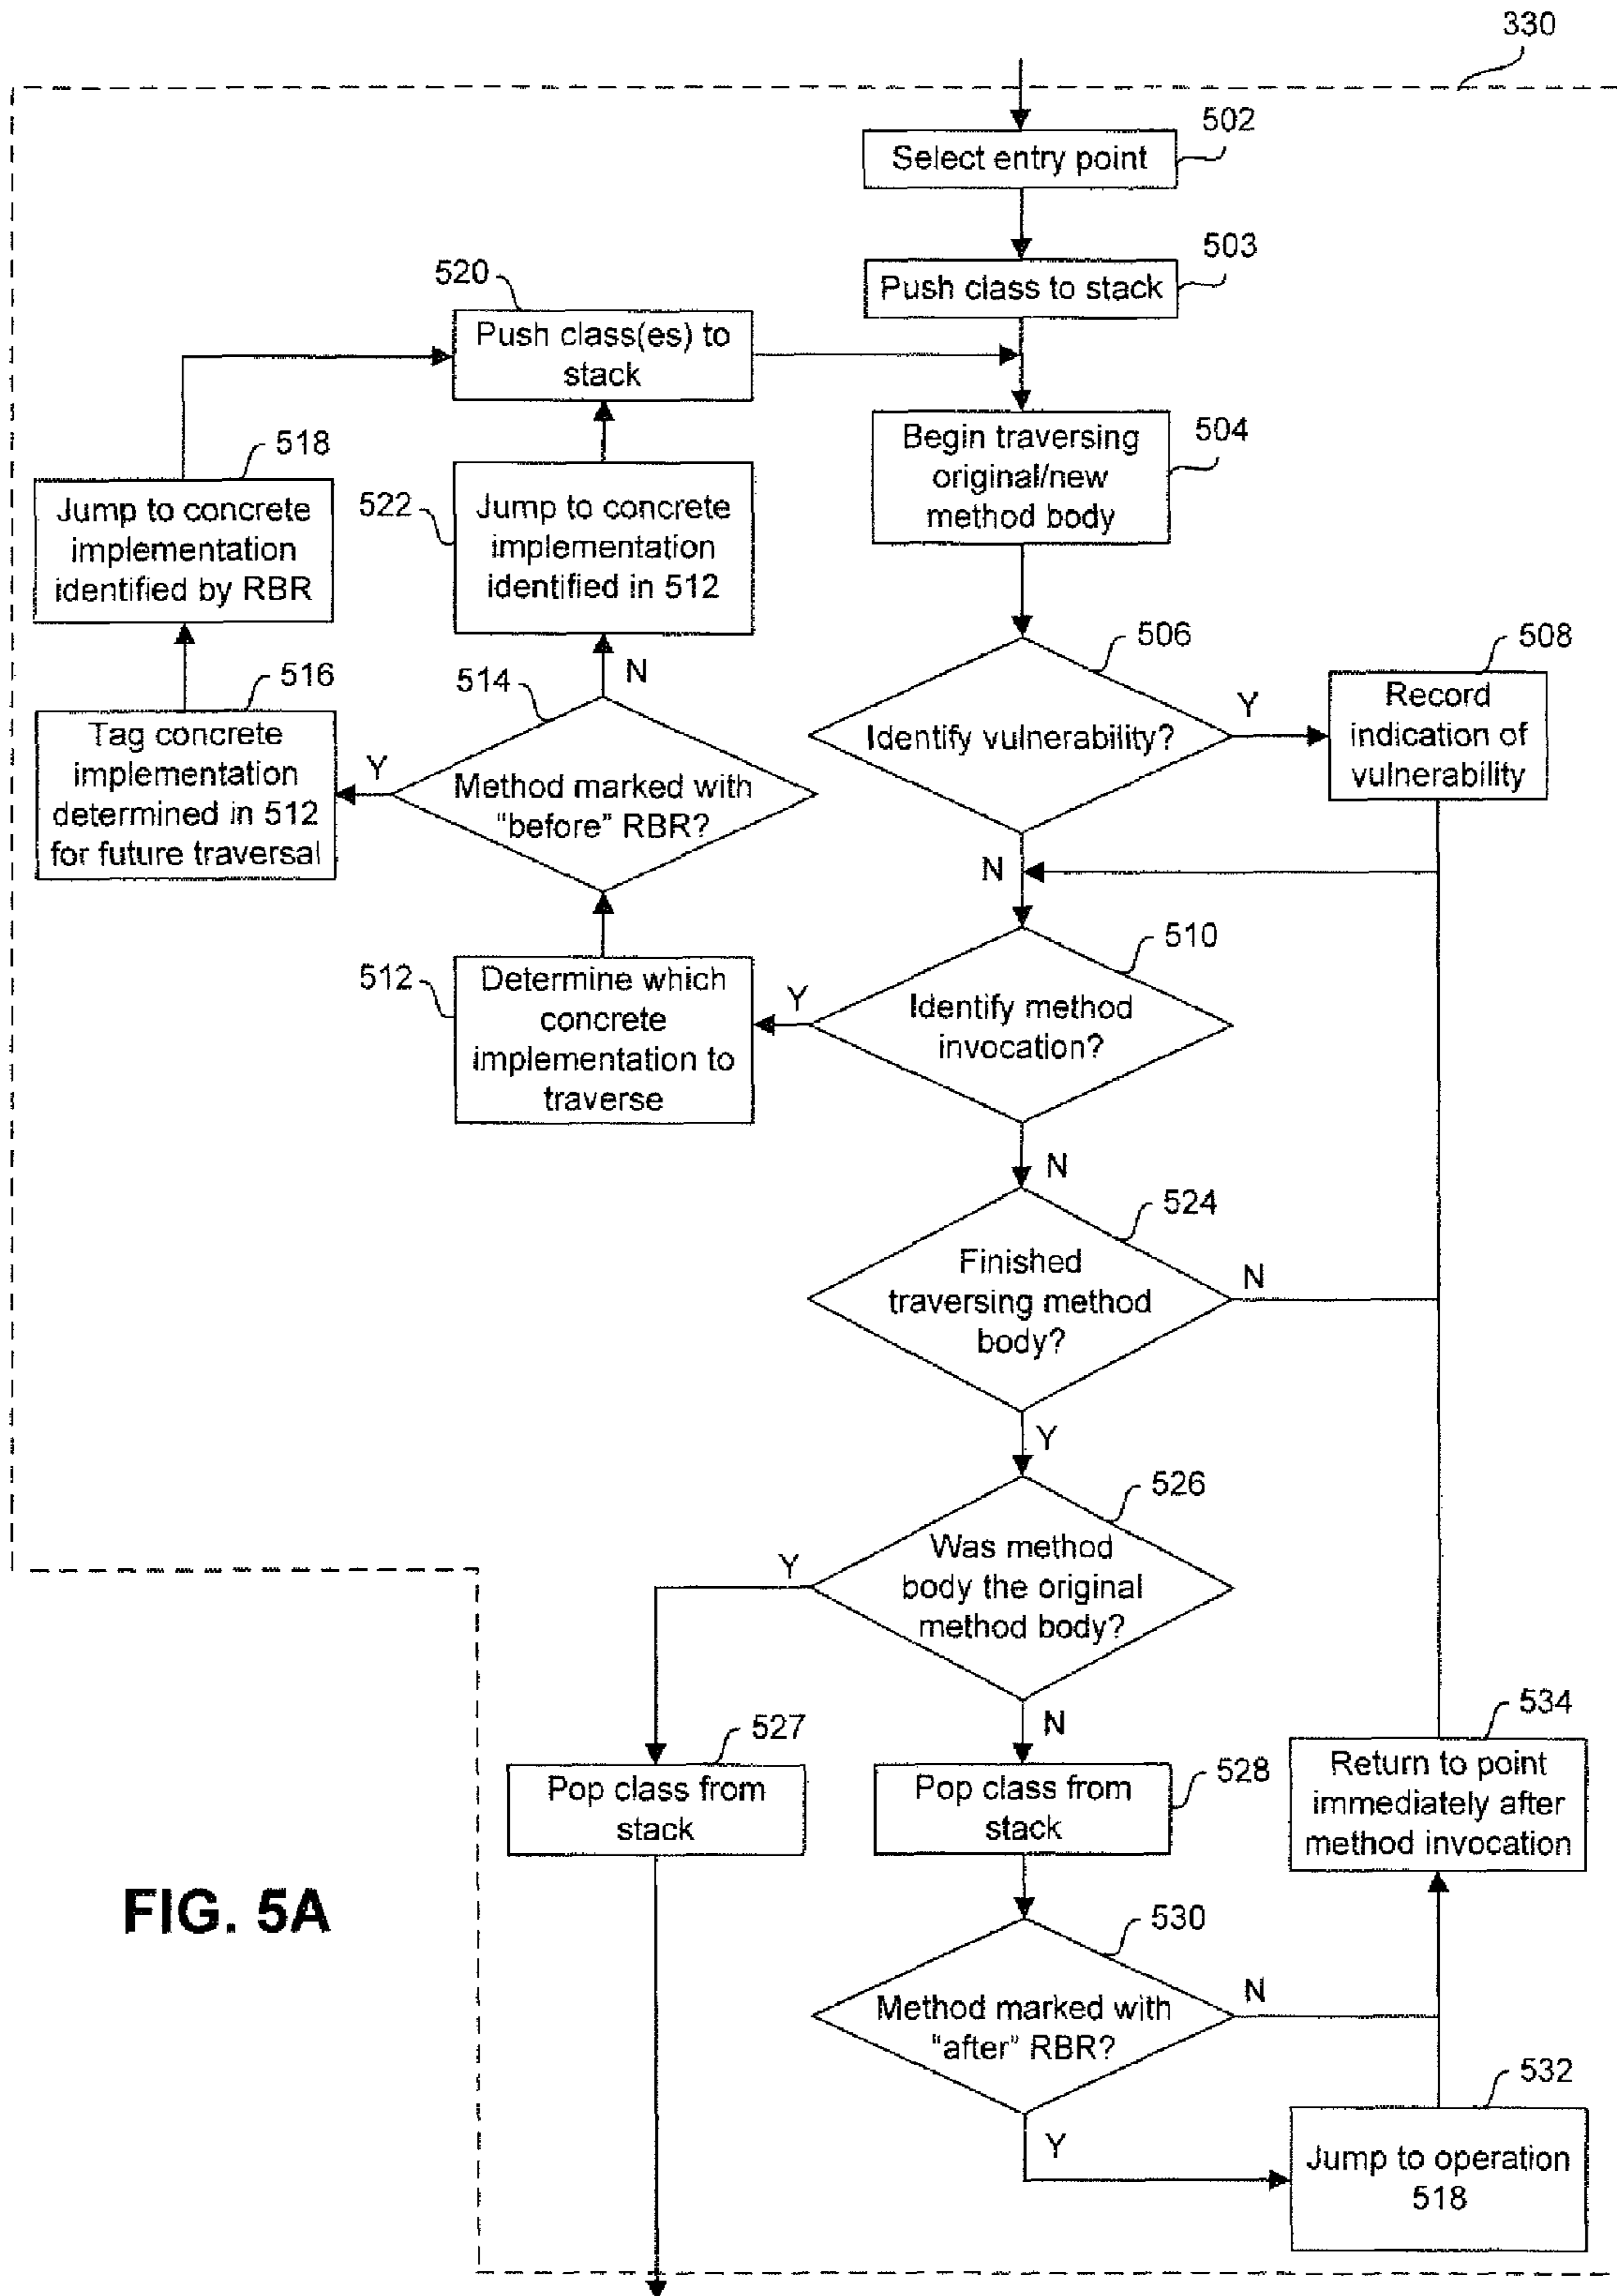 330
502
Select entry point
503
Push class to stack
520
Push class(es) to
stack
504
Begin traversing
original/new
method body
518
Jump to concrete
implementation
identified by RBR
522
Jump to concrete
implementation
identified in 512
506
Identify vulnerability?
Y
N
508
Record
indication of
vulnerability
514
N
Method marked with
"before" RBR?
Y
516
Tag concrete
implementation
determined in 512
for future traversal
510
Identify method
invocation?
Y
N
512
Determine which
concrete
implementation to
traverse
524
Finished
traversing method
body?
N
Y
526
Was method
body the original
method body?
Y
N
527
Pop class from
stack
528
Pop class from
stack
534
Return to point
immediately after
method invocation
530
Method marked with
"after" RBR?
N
Y
532
Jump to operation
518
FIG. 5A